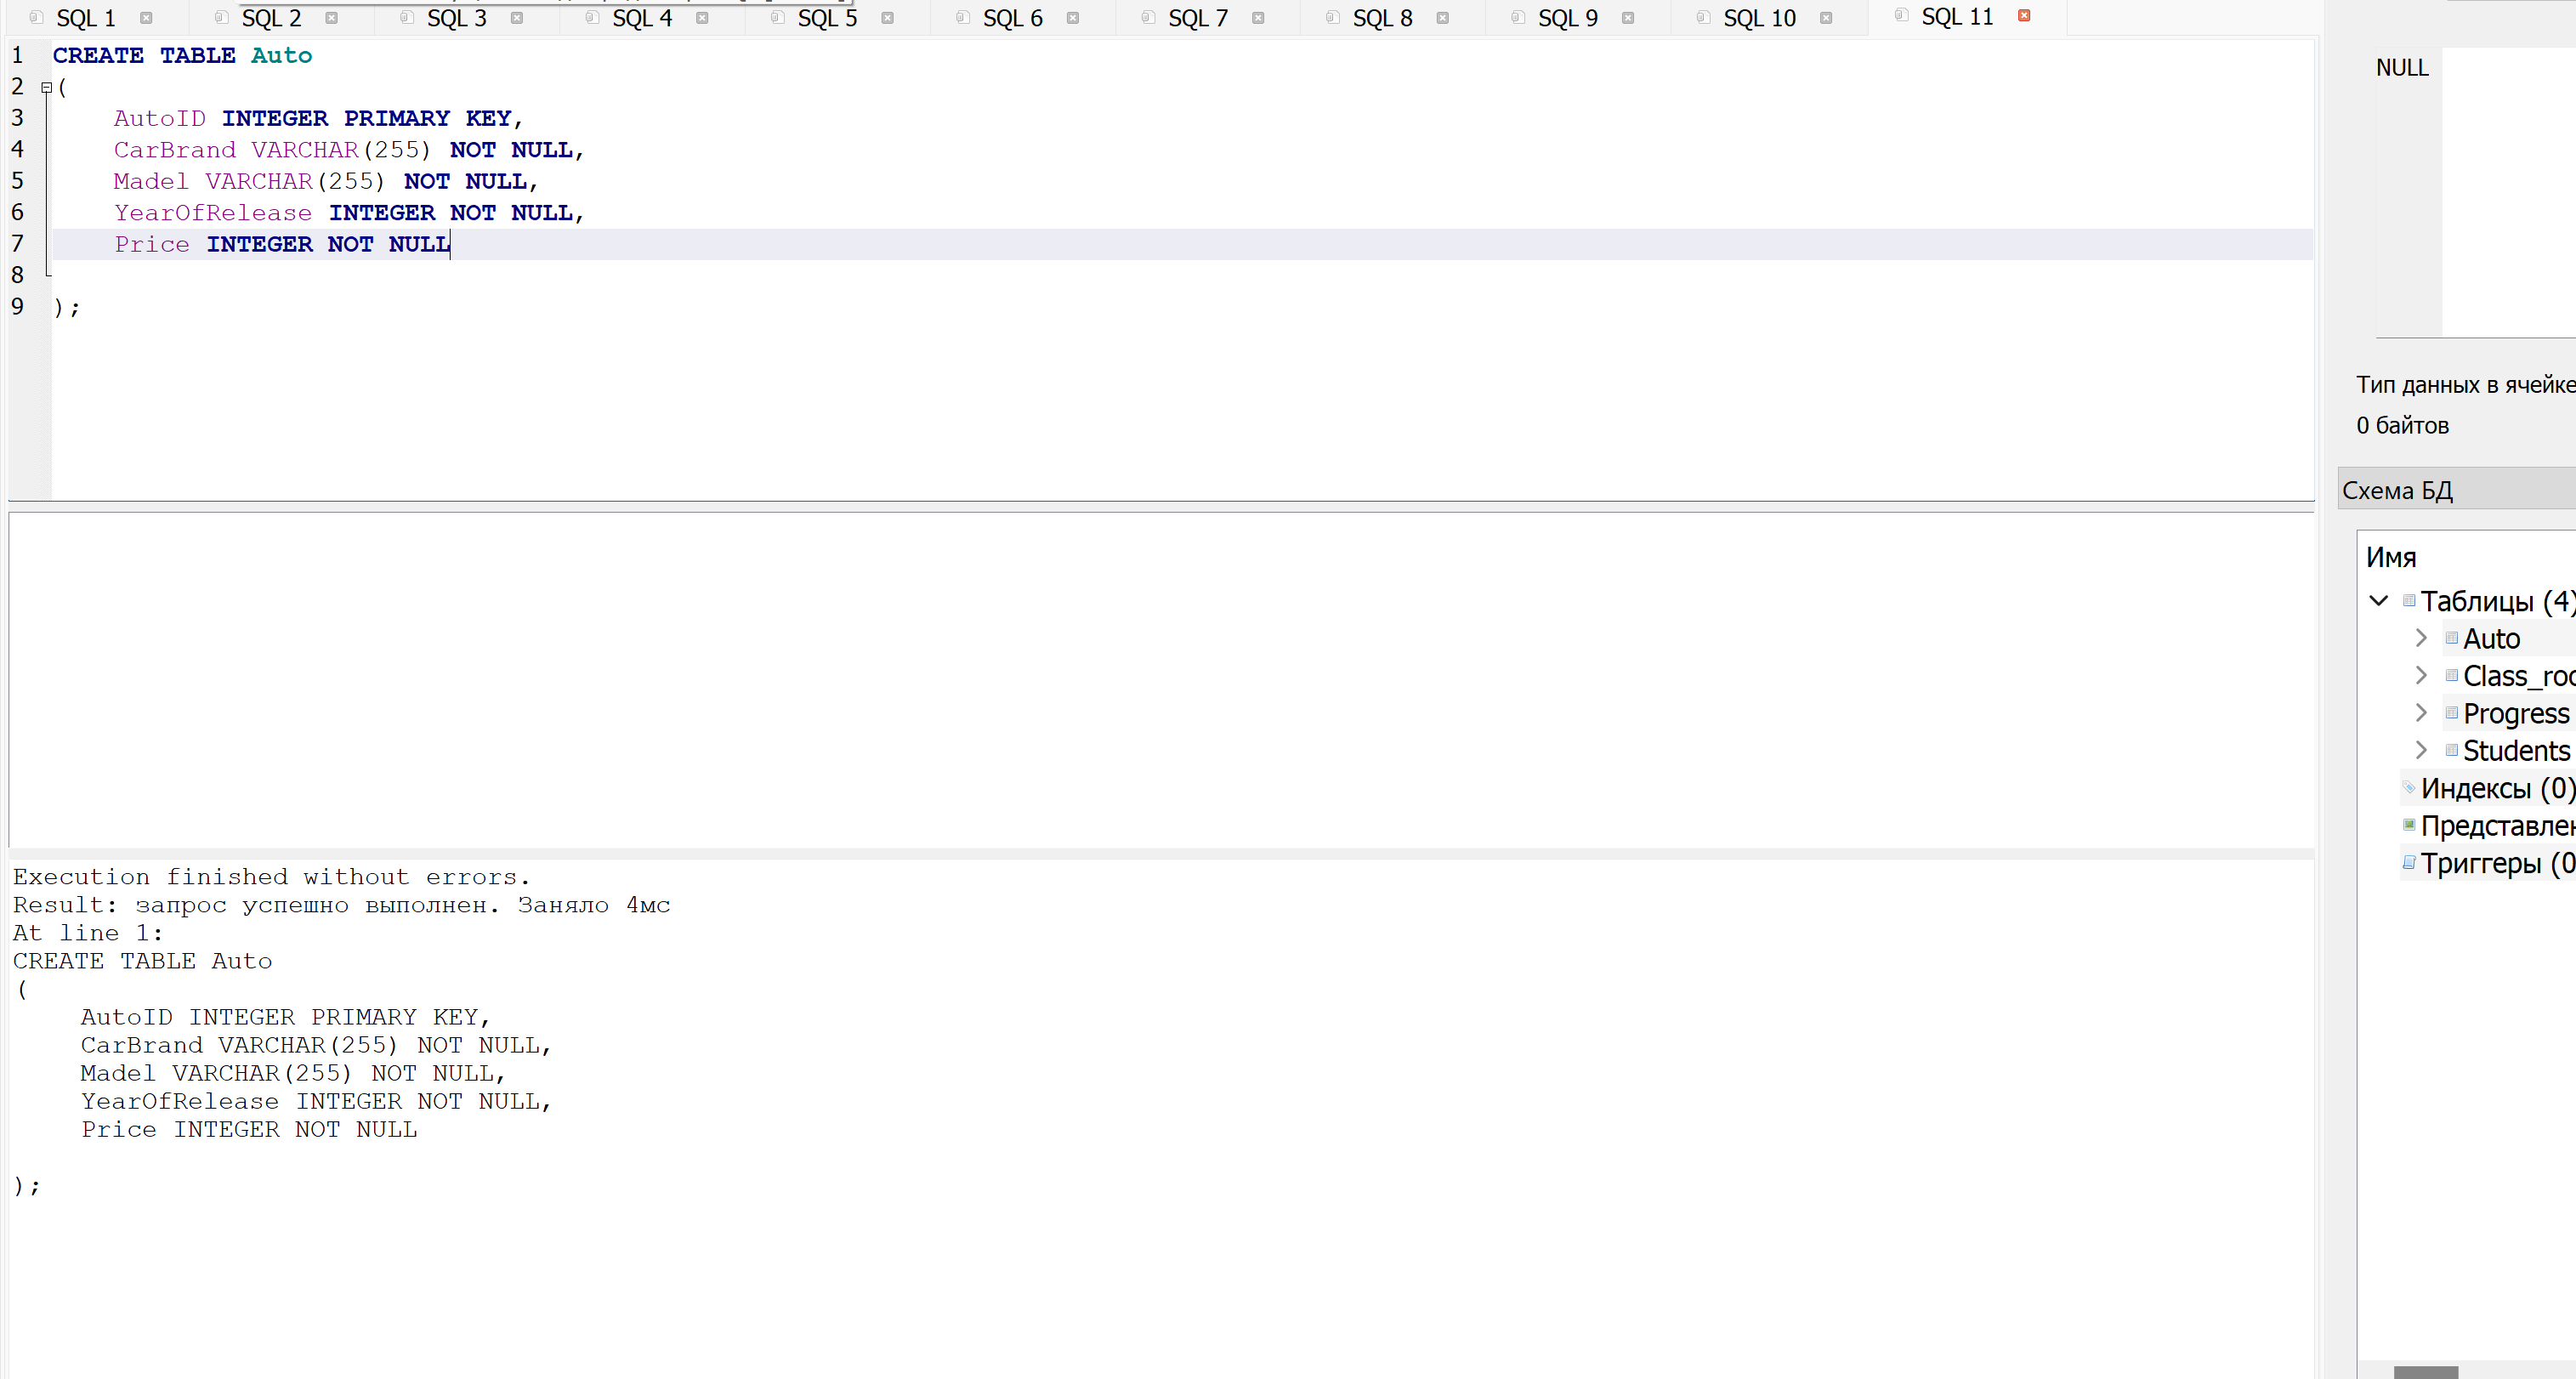 SQL 1 SQL 2 SQL 3 SQL 4 SQL 5 SQL 6 SQL 7 SQL 8 SQL 9 SQL 10 SQL 11
1 CREATE TABLE Auto
2 (
3 AutoID INTEGER PRIMARY KEY,
4 CarBrand VARCHAR(255) NOT NULL,
5 Madel VARCHAR(255) NOT NULL,
6 YearOfRelease INTEGER NOT NULL,
7 Price INTEGER NOT NULL
8
9 );
Execution finished without errors.
Result: запрос успешно выполнен. Заняло 4мс
At line 1:
CREATE TABLE Auto
(
AutoID INTEGER PRIMARY KEY,
CarBrand VARCHAR(255) NOT NULL,
Madel VARCHAR(255) NOT NULL,
YearOfRelease INTEGER NOT NULL,
Price INTEGER NOT NULL
);
NULL
Тип данных в ячейке
0 байтов
Схема БД
Имя
Таблицы (4)
Auto
Class_roo
Progress
Students
Индексы (0)
Представлен
Триггеры (0